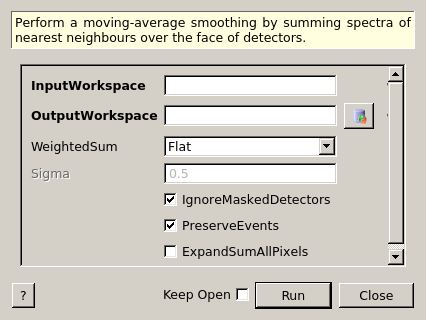 Perform a moving-average smoothing by summing spectra of
nearest neighbours over the face of detectors.
InputWorkspace
OutputWorkspace
WeightedSum Flat
Sigma 0.5
IgnoreMaskedDetectors
PreserveEvents
ExpandSumAllPixels
? Keep Open Run Close